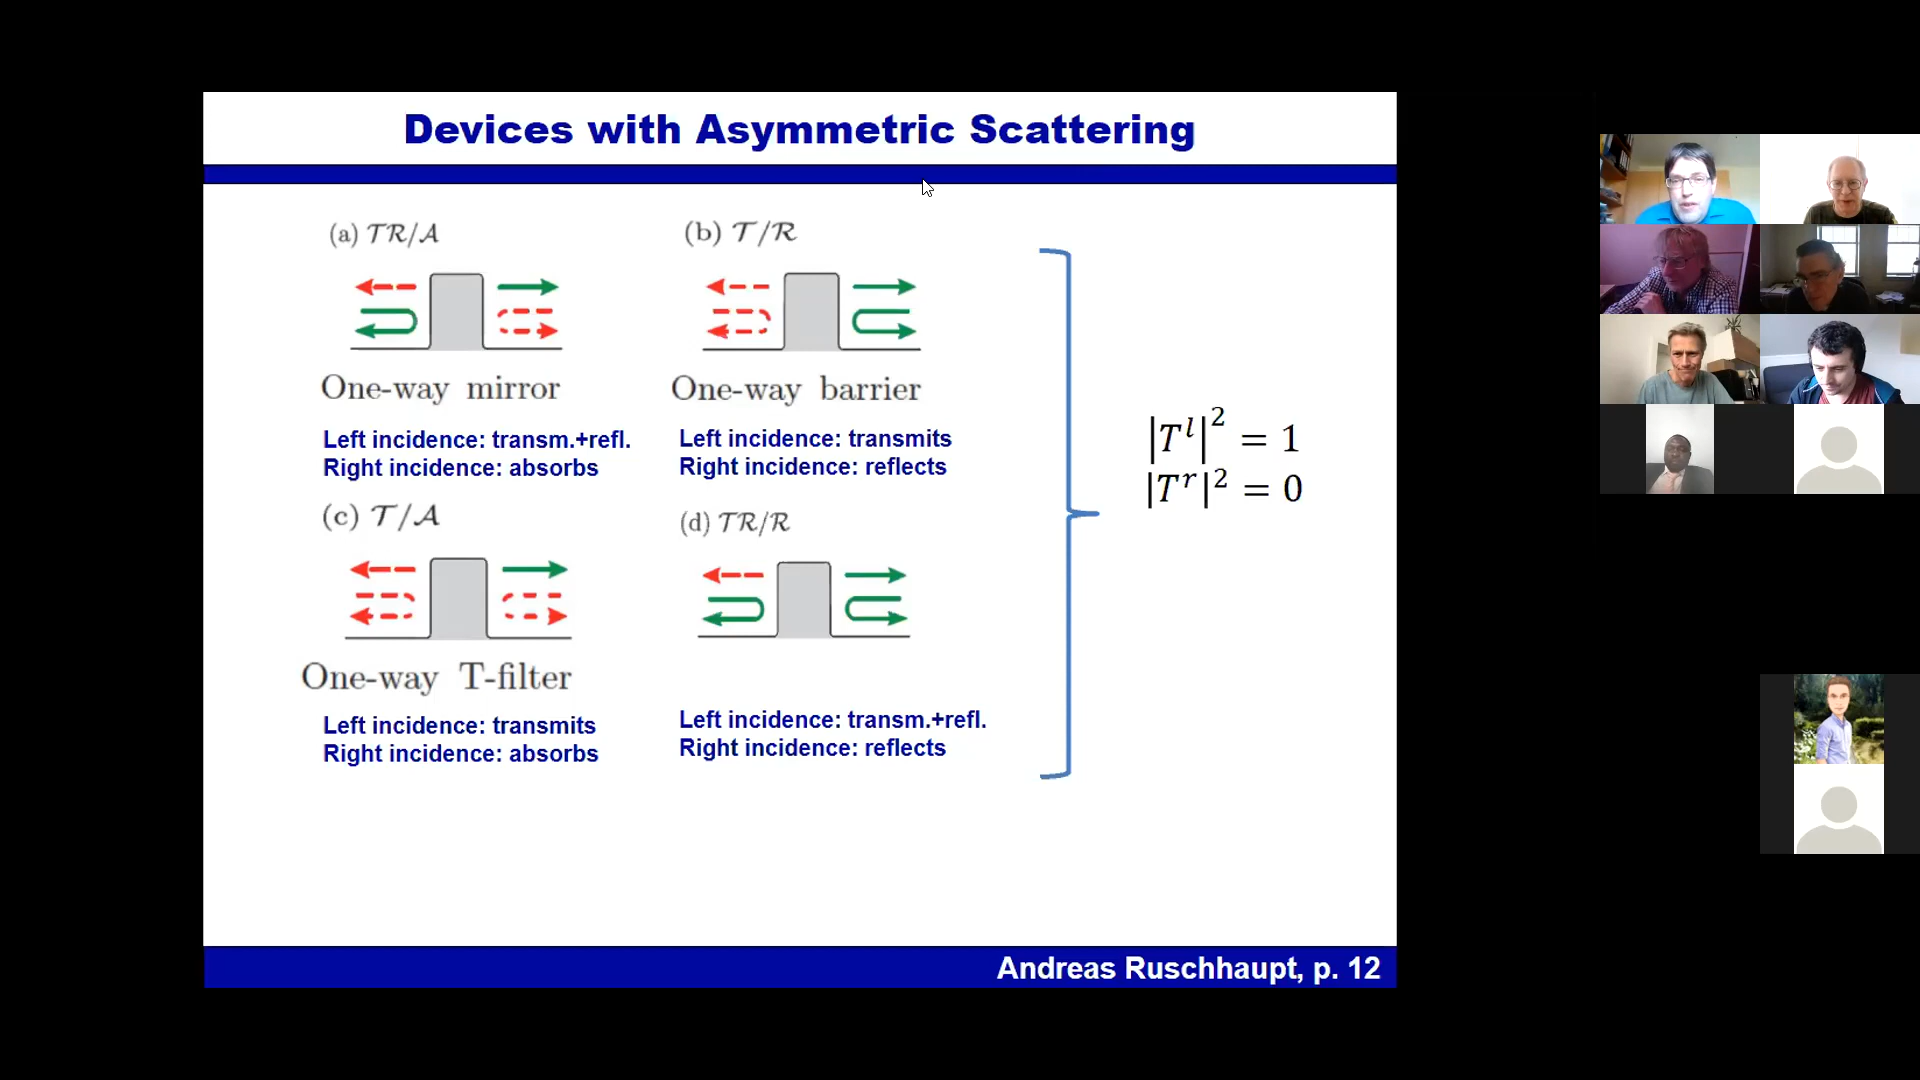 Devices with Asymmetric Scattering
(a) 𝒯ℛ/𝒜
One-way mirror
Left incidence: transm.+refl.
Right incidence: absorbs
(b) 𝒯/ℛ
One-way barrier
Left incidence: transmits
Right incidence: reflects
(c) 𝒯/𝒜
One-way T-filter
Left incidence: transmits
Right incidence: absorbs
(d) 𝒯ℛ/ℛ
Left incidence: transm.+refl.
Right incidence: reflects
|Tˡ|² = 1
|Tʳ|² = 0
Andreas Ruschhaupt, p. 12